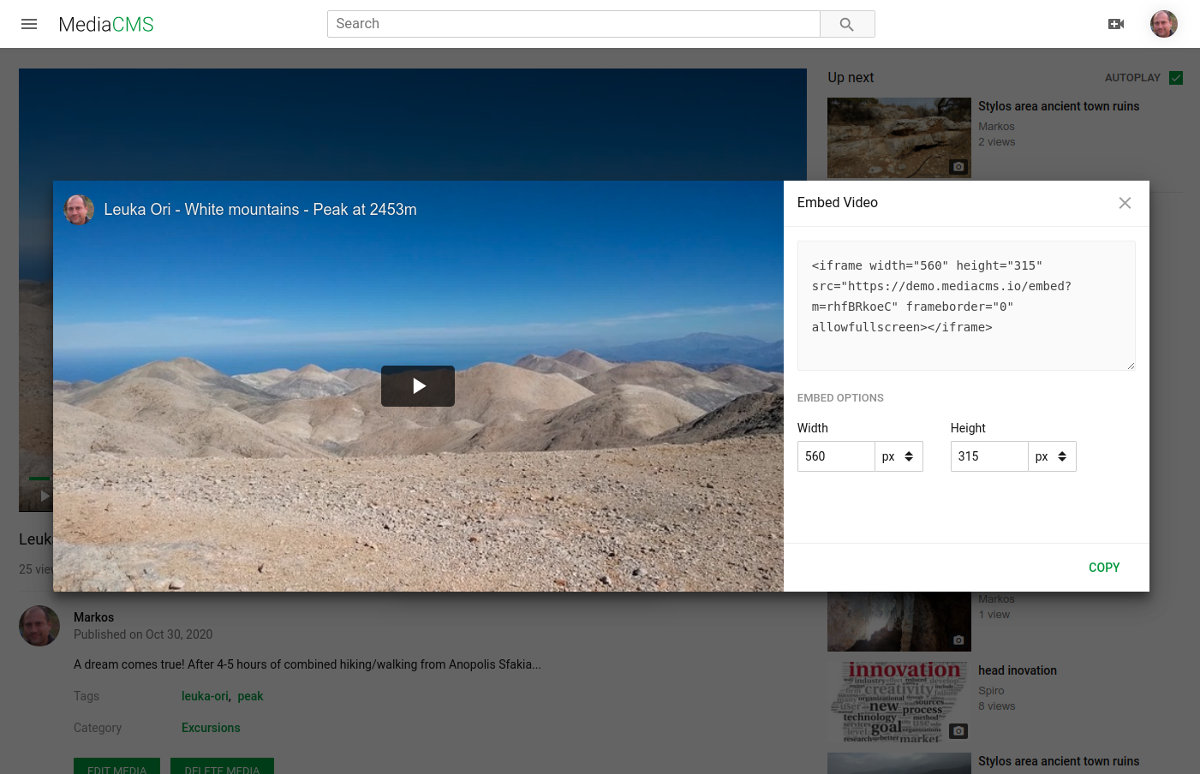 MediaCMS
Search
Up next
AUTOPLAY
Stylos area ancient town ruins
Markos
2 views
Leuka Ori - White mountains - Peak at 2453m
Embed Video
<iframe width="560" height="315"
src="https://demo.mediacms.io/embed?
m=rhfBRkoeC" frameborder="0"
allowfullscreen></iframe>
EMBED OPTIONS
Width
Height
560 px
315 px
COPY
Leuk
25 view
Markos
Published on Oct 30, 2020
A dream comes true! After 4-5 hours of combined hiking/walking from Anopolis Sfakia...
Tags
leuka-ori, peak
Category
Excursions
EDIT MEDIA
DELETE MEDIA
Markos
1 view
innovation
creativity
new process
technology
goal
market
head inovation
Spiro
8 views
Stylos area ancient town ruins